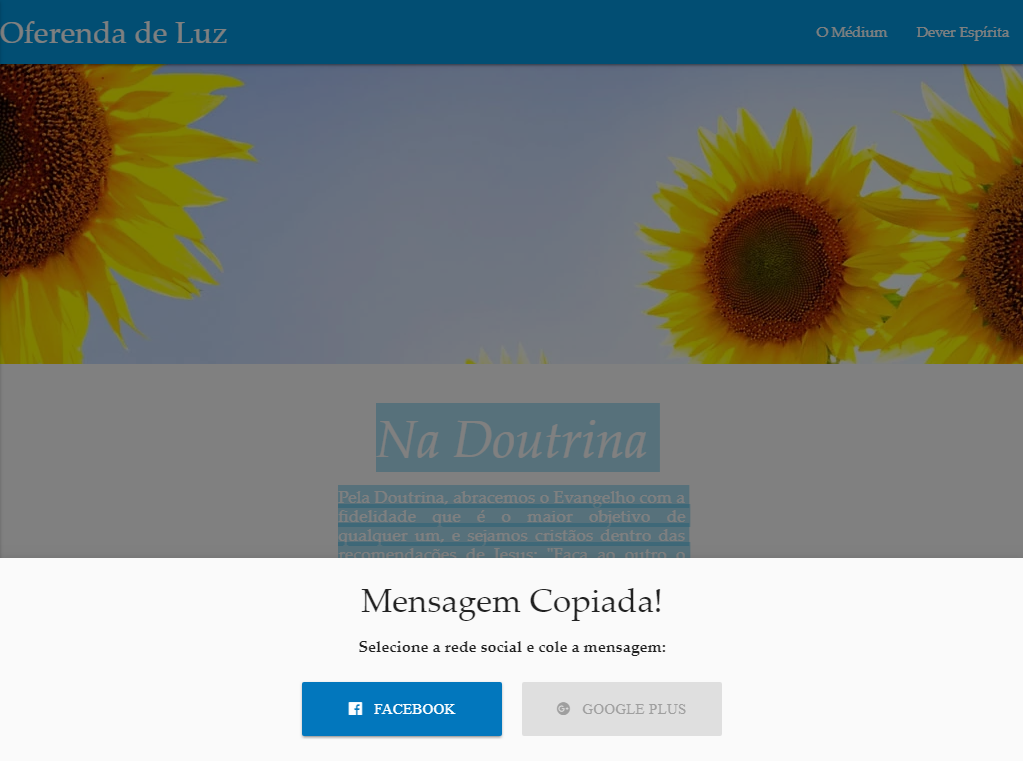 Oferenda de Luz
O Médium
Dever Espírita
Na Doutrina
Pela Doutrina, abracemos o Evangelho com a
fidelidade que é o maior objetivo de
qualquer um, e sejamos cristãos dentro das
recomendações de Jesus: "Faça ao outro o
Mensagem Copiada!
Selecione a rede social e cole a mensagem:
FACEBOOK
GOOGLE PLUS